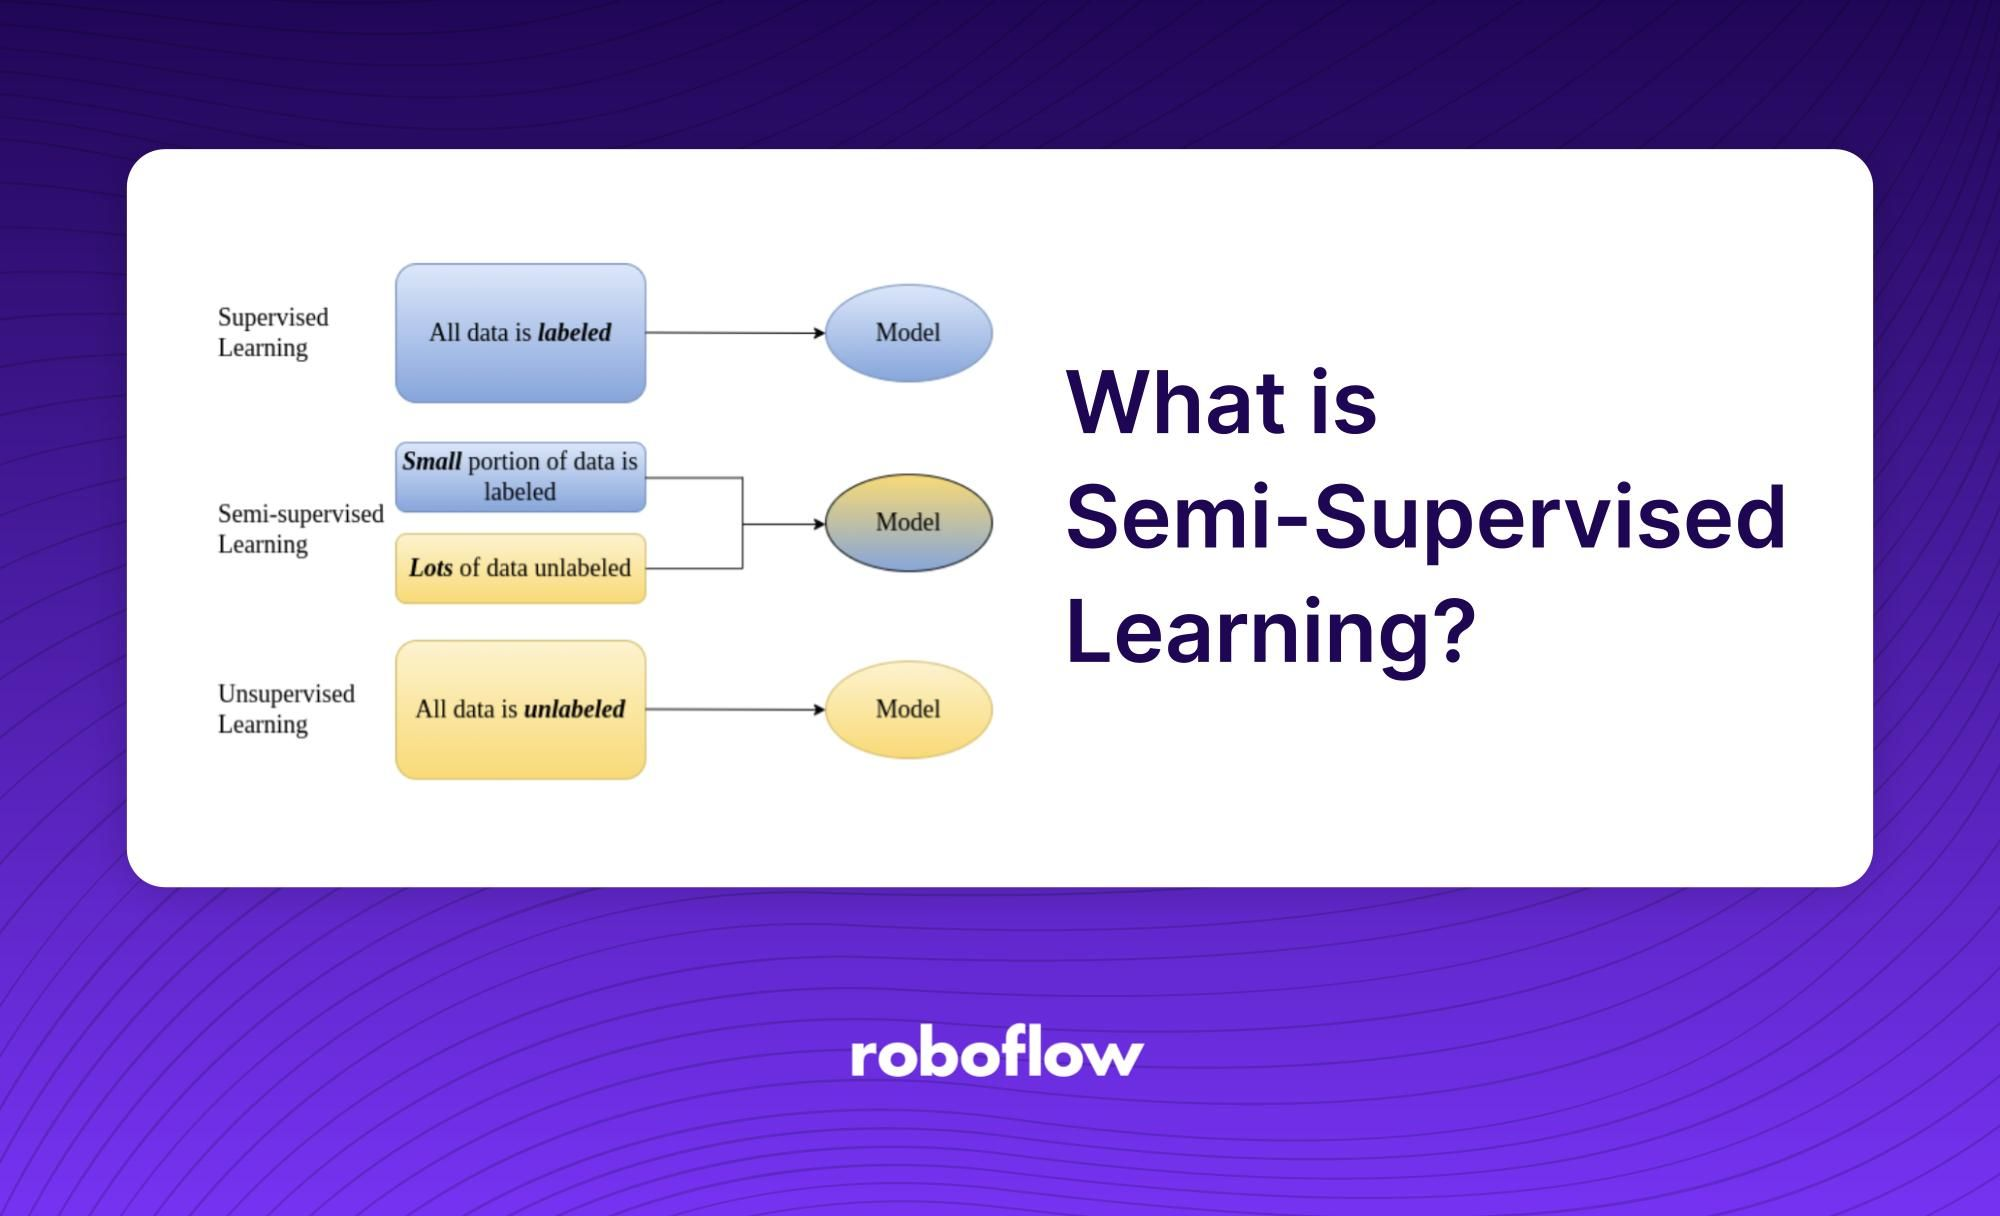 Supervised
Learning
All data is labeled
Model
Small portion of data is
labeled
Semi-supervised
Learning
Lots of data unlabeled
Model
Unsupervised
Learning
All data is unlabeled
Model
What is
Semi-Supervised
Learning?
roboflow